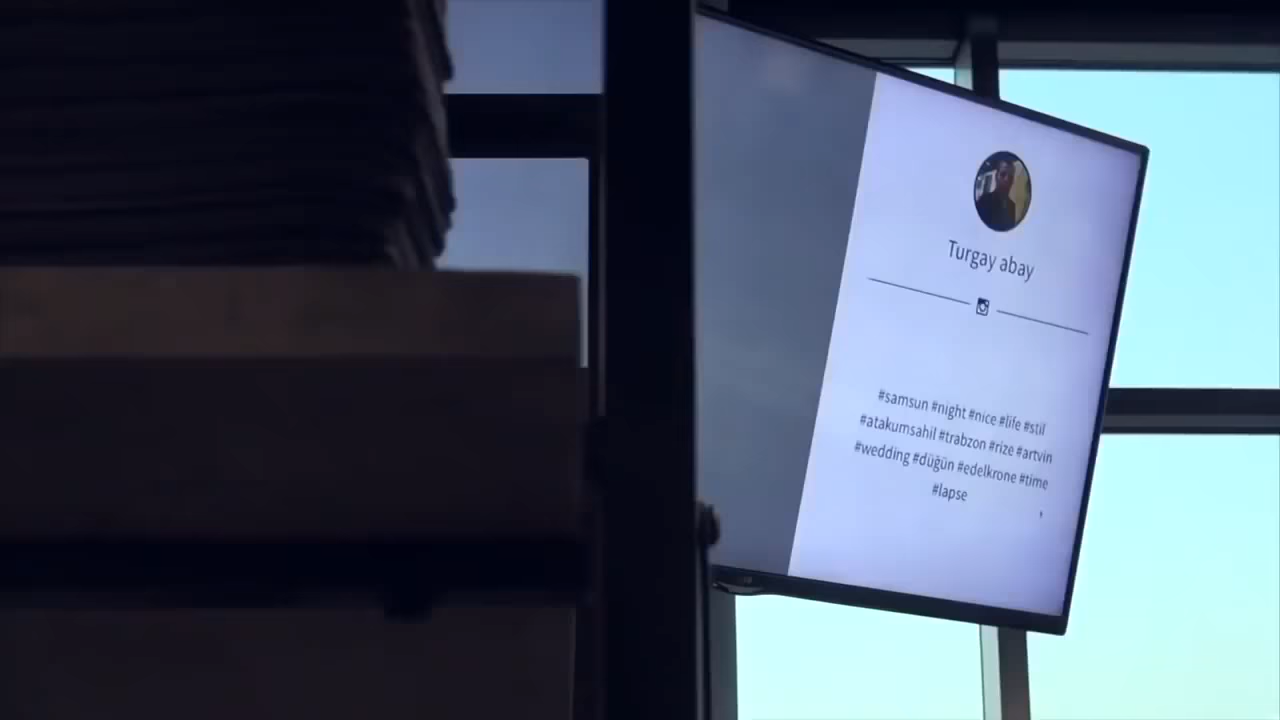 Turgay abay
#samsun #night #nice #life #stil
#atakumsahil #trabzon #rize #artvin
#wedding #düğün #edelkrone #time
#lapse